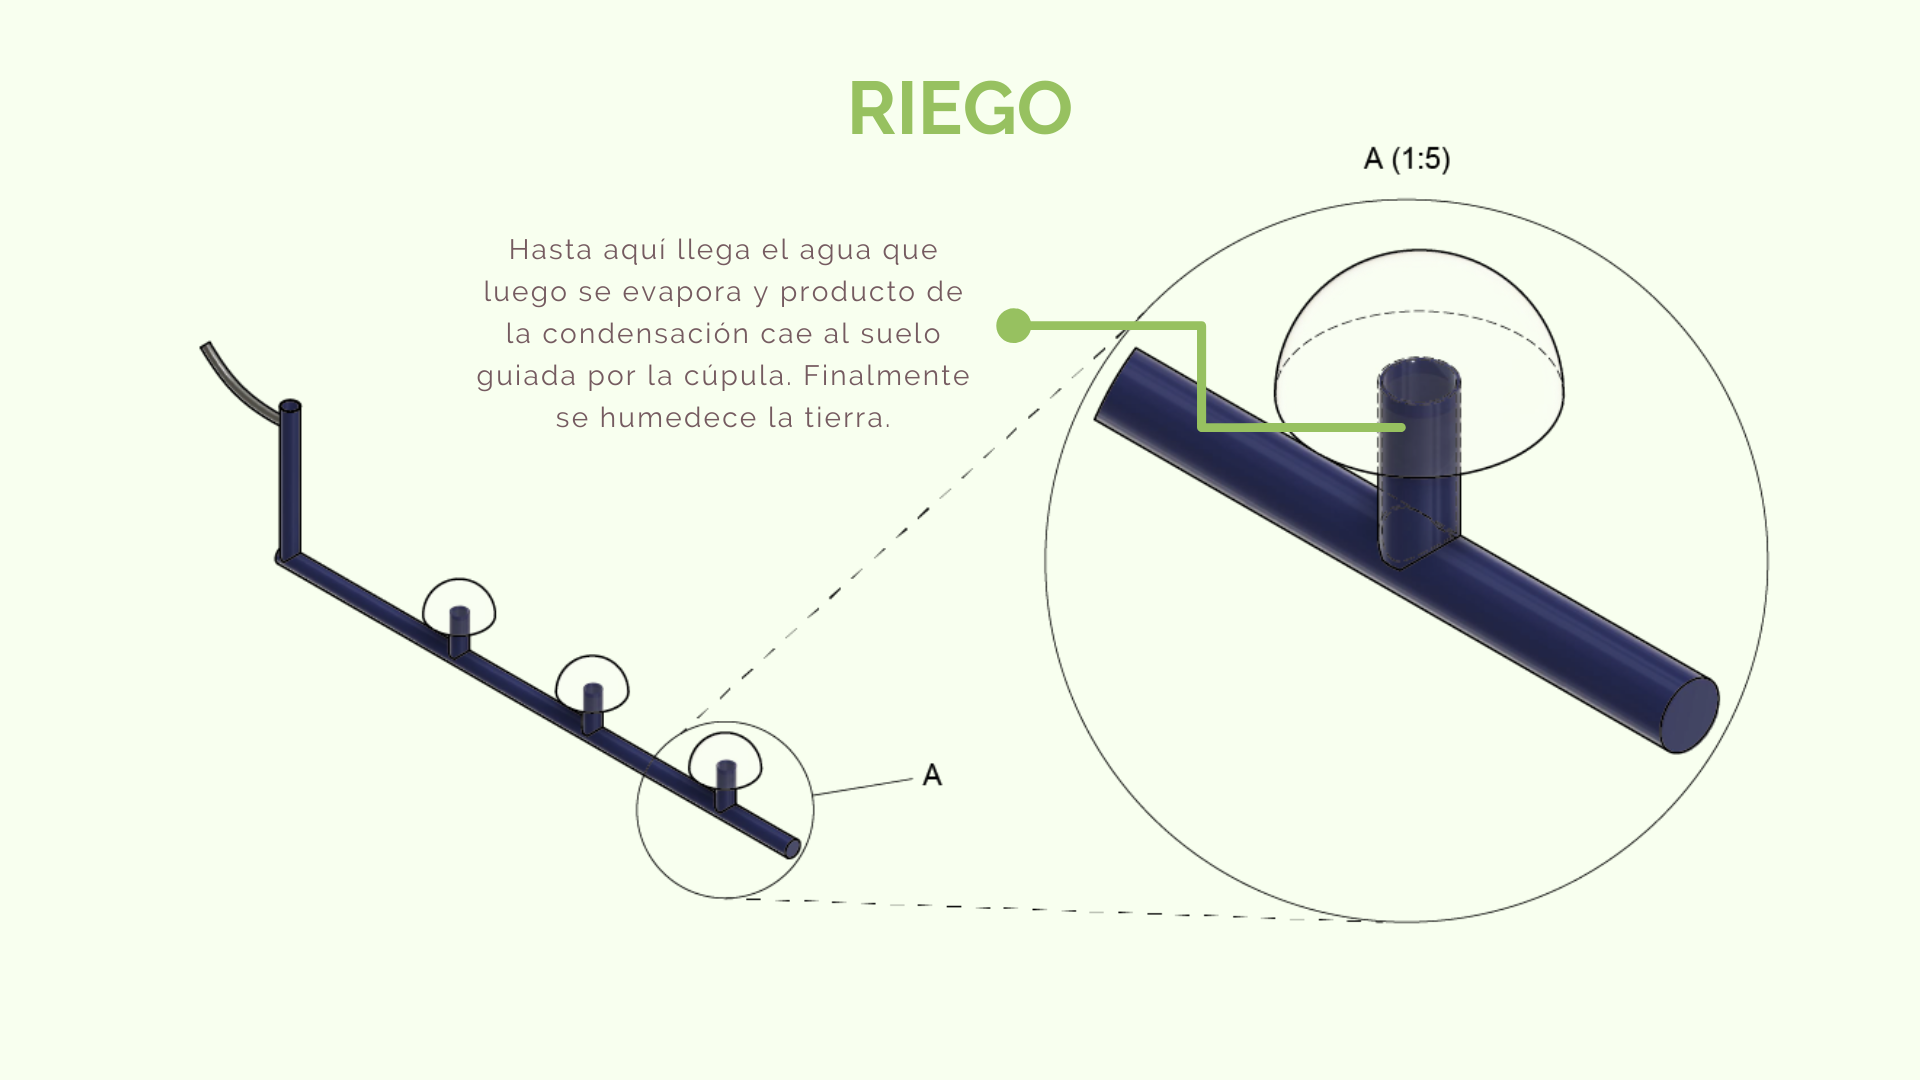 RIEGO
A (1:5)
Hasta aquí llega el agua que
luego se evapora y producto de
la condensación cae al suelo
guiada por la cúpula. Finalmente
se humedece la tierra.
A